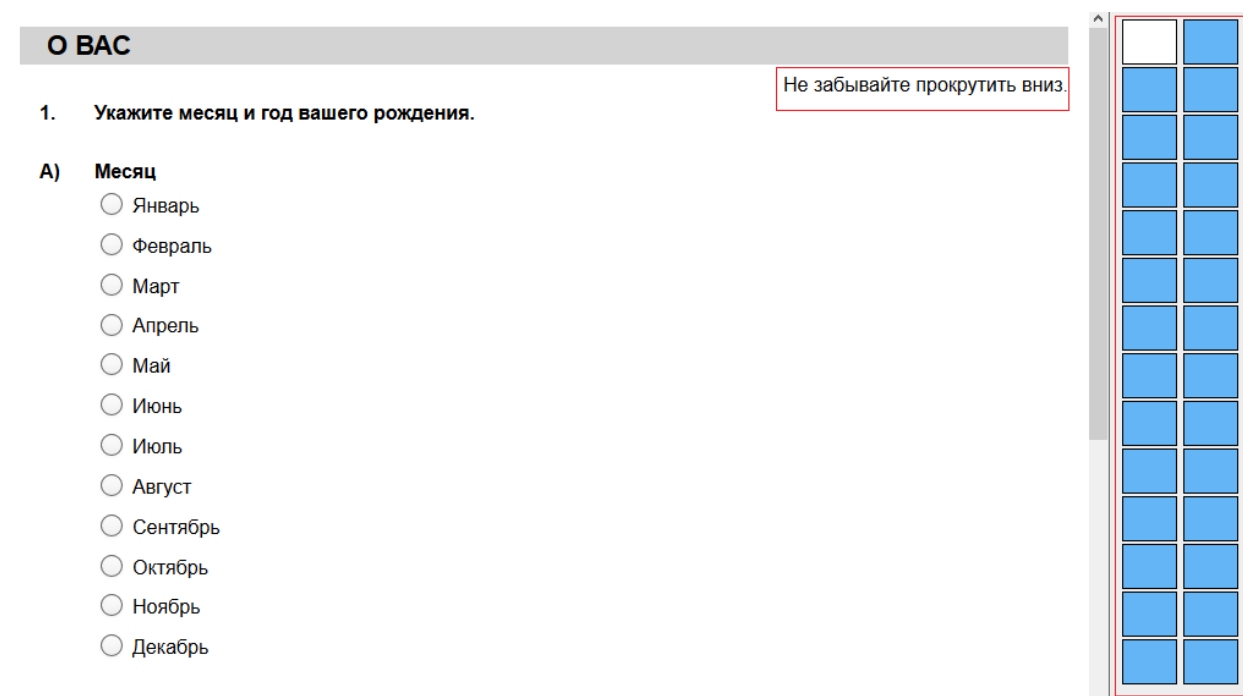 О ВАС
Не забывайте прокрутить вниз.
1. Укажите месяц и год вашего рождения.
А) Месяц
Январь
Февраль
Март
Апрель
Май
Июнь
Июль
Август
Сентябрь
Октябрь
Ноябрь
Декабрь